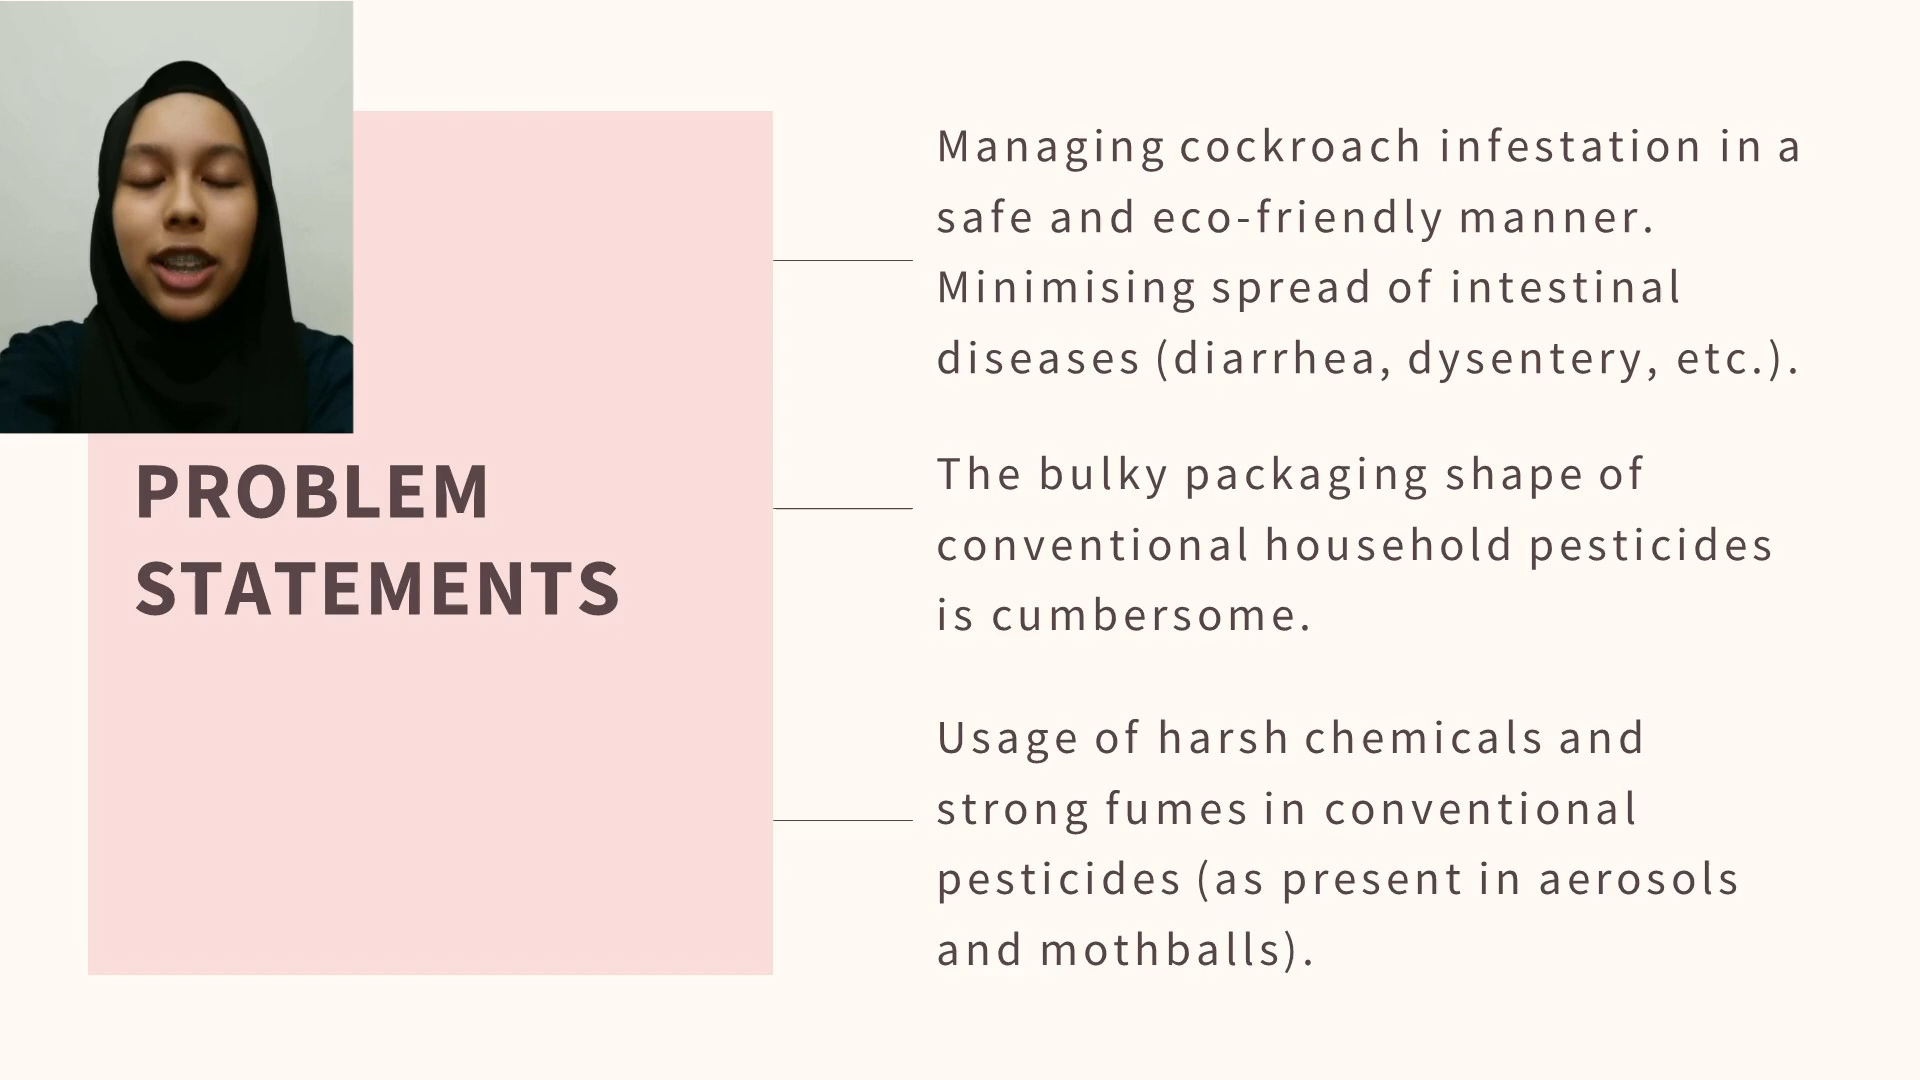 PROBLEM
STATEMENTS
Managing cockroach infestation in a
safe and eco-friendly manner.
Minimising spread of intestinal
diseases (diarrhea, dysentery, etc.).
The bulky packaging shape of
conventional household pesticides
is cumbersome.
Usage of harsh chemicals and
strong fumes in conventional
pesticides (as present in aerosols
and mothballs).